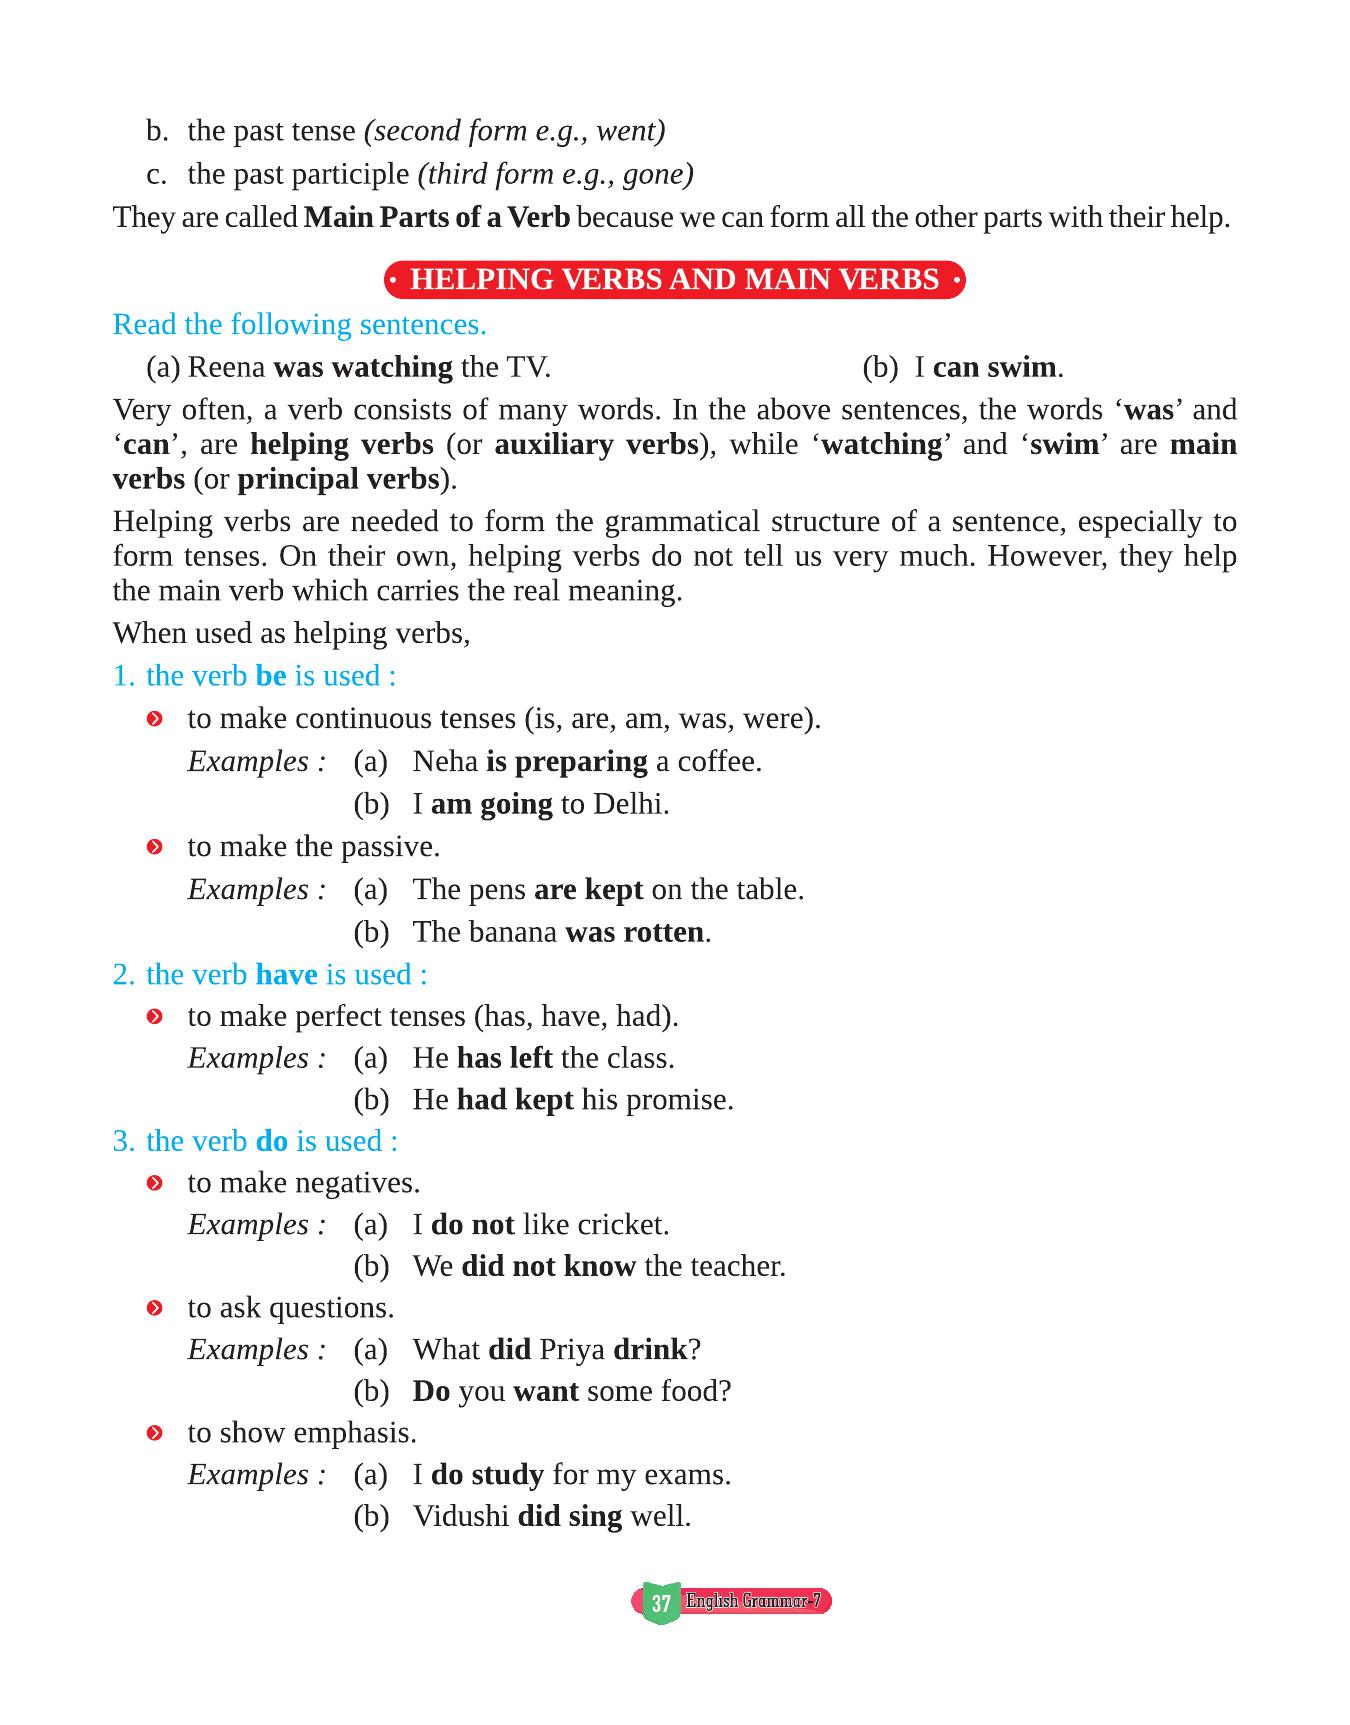 b. the past tense (second form e.g., went)
c. the past participle (third form e.g., gone)
They are called Main Parts of a Verb because we can form all the other parts with their help.
• HELPING VERBS AND MAIN VERBS •
Read the following sentences.
(a) Reena was watching the TV. (b) I can swim.
Very often, a verb consists of many words. In the above sentences, the words ‘was’ and
‘can’, are helping verbs (or auxiliary verbs), while ‘watching’ and ‘swim’ are main
verbs (or principal verbs).
Helping verbs are needed to form the grammatical structure of a sentence, especially to
form tenses. On their own, helping verbs do not tell us very much. However, they help
the main verb which carries the real meaning.
When used as helping verbs,
1. the verb be is used :
to make continuous tenses (is, are, am, was, were).
Examples : (a) Neha is preparing a coffee.
(b) I am going to Delhi.
to make the passive.
Examples : (a) The pens are kept on the table.
(b) The banana was rotten.
2. the verb have is used :
to make perfect tenses (has, have, had).
Examples : (a) He has left the class.
(b) He had kept his promise.
3. the verb do is used :
to make negatives.
Examples : (a) I do not like cricket.
(b) We did not know the teacher.
to ask questions.
Examples : (a) What did Priya drink?
(b) Do you want some food?
to show emphasis.
Examples : (a) I do study for my exams.
(b) Vidushi did sing well.
37 English Grammar-7